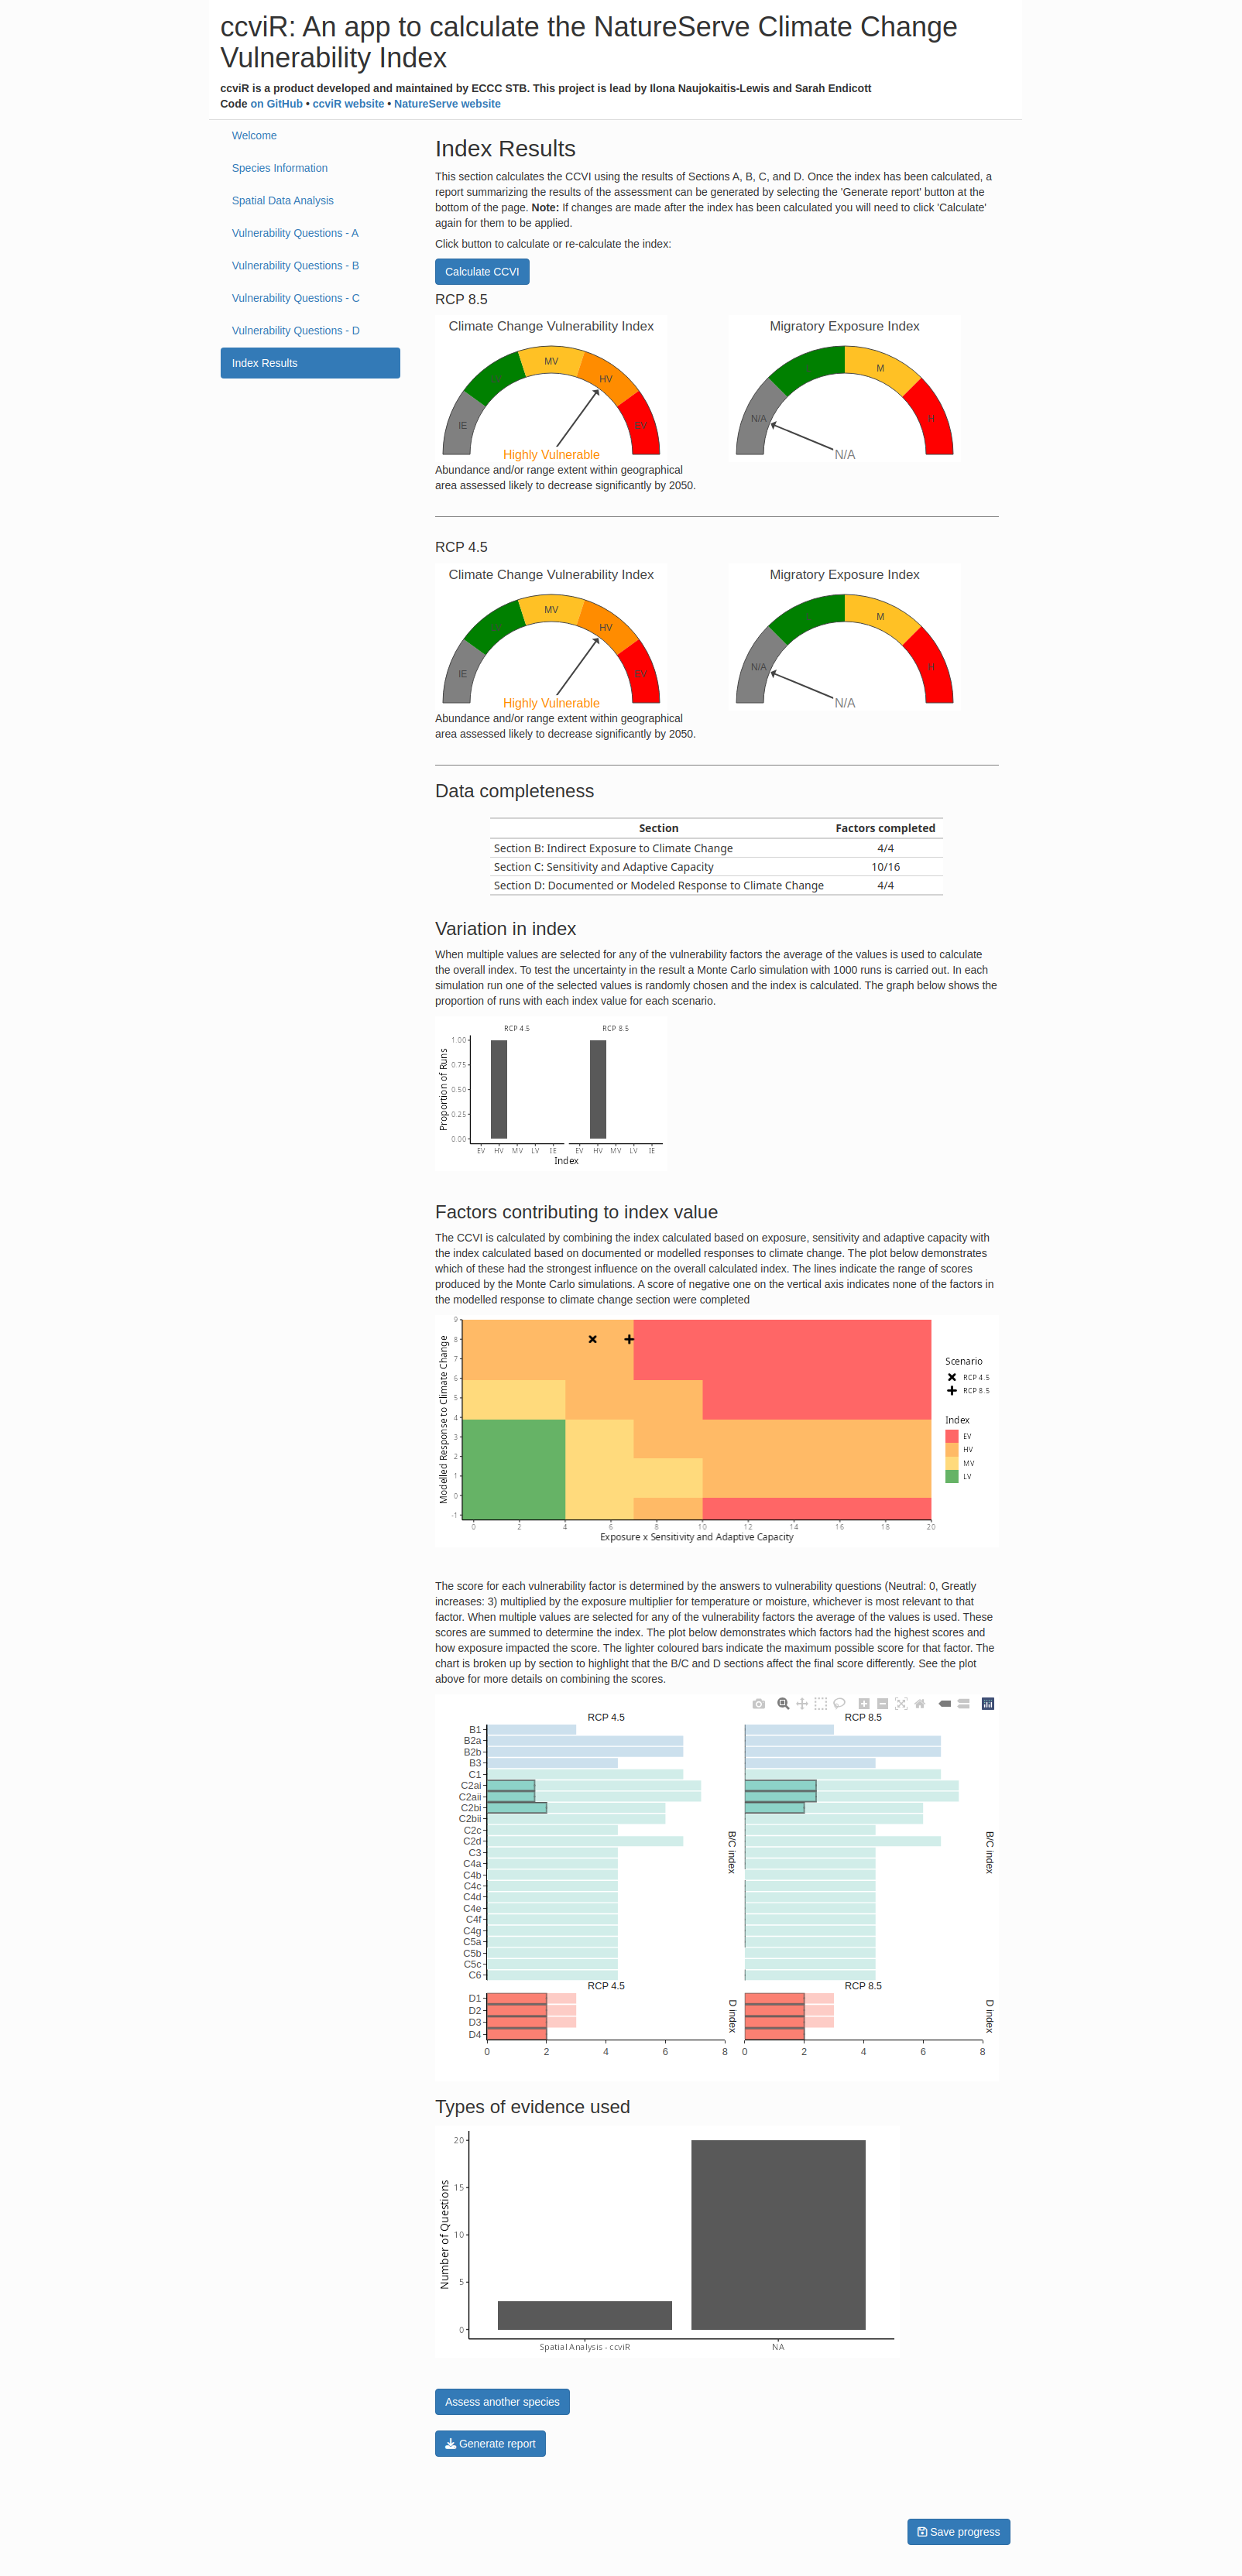 ccviR: An app to calculate the NatureServe Climate Change
Vulnerability Index
ccviR is a product developed and maintained by ECCC STB. This project is lead by Ilona Naujokaitis-Lewis and Sarah Endicott
Code on GitHub • ccviR website • NatureServe website
Welcome
Species Information
Spatial Data Analysis
Vulnerability Questions - A
Vulnerability Questions - B
Vulnerability Questions - C
Vulnerability Questions - D
Index Results
Index Results
This section calculates the CCVI using the results of Sections A, B, C, and D. Once the index has been calculated, a
report summarizing the results of the assessment can be generated by selecting the 'Generate report' button at the
bottom of the page. Note: If changes are made after the index has been calculated you will need to click 'Calculate'
again for them to be applied.
Click button to calculate or re-calculate the index:
Calculate CCVI
RCP 8.5
Climate Change Vulnerability Index
IE
MV
HV
EV
Highly Vulnerable
Migratory Exposure Index
N/A
M
H
N/A
Abundance and/or range extent within geographical
area assessed likely to decrease significantly by 2050.
RCP 4.5
Climate Change Vulnerability Index
IE
MV
HV
EV
Highly Vulnerable
Migratory Exposure Index
N/A
M
H
N/A
Abundance and/or range extent within geographical
area assessed likely to decrease significantly by 2050.
Data completeness
Section Factors completed
Section B: Indirect Exposure to Climate Change 4/4
Section C: Sensitivity and Adaptive Capacity 10/16
Section D: Documented or Modeled Response to Climate Change 4/4
Variation in index
When multiple values are selected for any of the vulnerability factors the average of the values is used to calculate
the overall index. To test the uncertainty in the result a Monte Carlo simulation with 1000 runs is carried out. In each
simulation run one of the selected values is randomly chosen and the index is calculated. The graph below shows the
proportion of runs with each index value for each scenario.
RCP 4.5 RCP 8.5
Proportion of Runs
1.00
0.75
0.50
0.25
0.00
EV HV MV LV IE EV HV MV LV IE
Index
Factors contributing to index value
The CCVI is calculated by combining the index calculated based on exposure, sensitivity and adaptive capacity with
the index calculated based on documented or modelled responses to climate change. The plot below demonstrates
which of these had the strongest influence on the overall calculated index. The lines indicate the range of scores
produced by the Monte Carlo simulations. A score of negative one on the vertical axis indicates none of the factors in
the modelled response to climate change section were completed
Modelled Response to Climate Change
9
8
7
6
5
4
3
2
1
0
-1
0 2 4 6 8 10 12 14 16 18 20
Exposure x Sensitivity and Adaptive Capacity
Scenario
RCP 4.5
RCP 8.5
Index
EV
HV
MV
LV
The score for each vulnerability factor is determined by the answers to vulnerability questions (Neutral: 0, Greatly
increases: 3) multiplied by the exposure multiplier for temperature or moisture, whichever is most relevant to that
factor. When multiple values are selected for any of the vulnerability factors the average of the values is used. These
scores are summed to determine the index. The plot below demonstrates which factors had the highest scores and
how exposure impacted the score. The lighter coloured bars indicate the maximum possible score for that factor. The
chart is broken up by section to highlight that the B/C and D sections affect the final score differently. See the plot
above for more details on combining the scores.
RCP 4.5 RCP 8.5
B1
B2a
B2b
B3
C1
C2ai
C2aii
C2bi
C2bii
C2c
C2d
C3
C4a
C4b
C4c
C4d
C4e
C4f
C4g
C5a
C5b
C5c
C6
B/C index B/C index
RCP 4.5 RCP 8.5
D1
D2
D3
D4
D index D index
0 2 4 6 8 0 2 4 6 8
Types of evidence used
Number of Questions
20
15
10
5
0
Spatial Analysis - ccviR NA
Assess another species
Generate report
Save progress